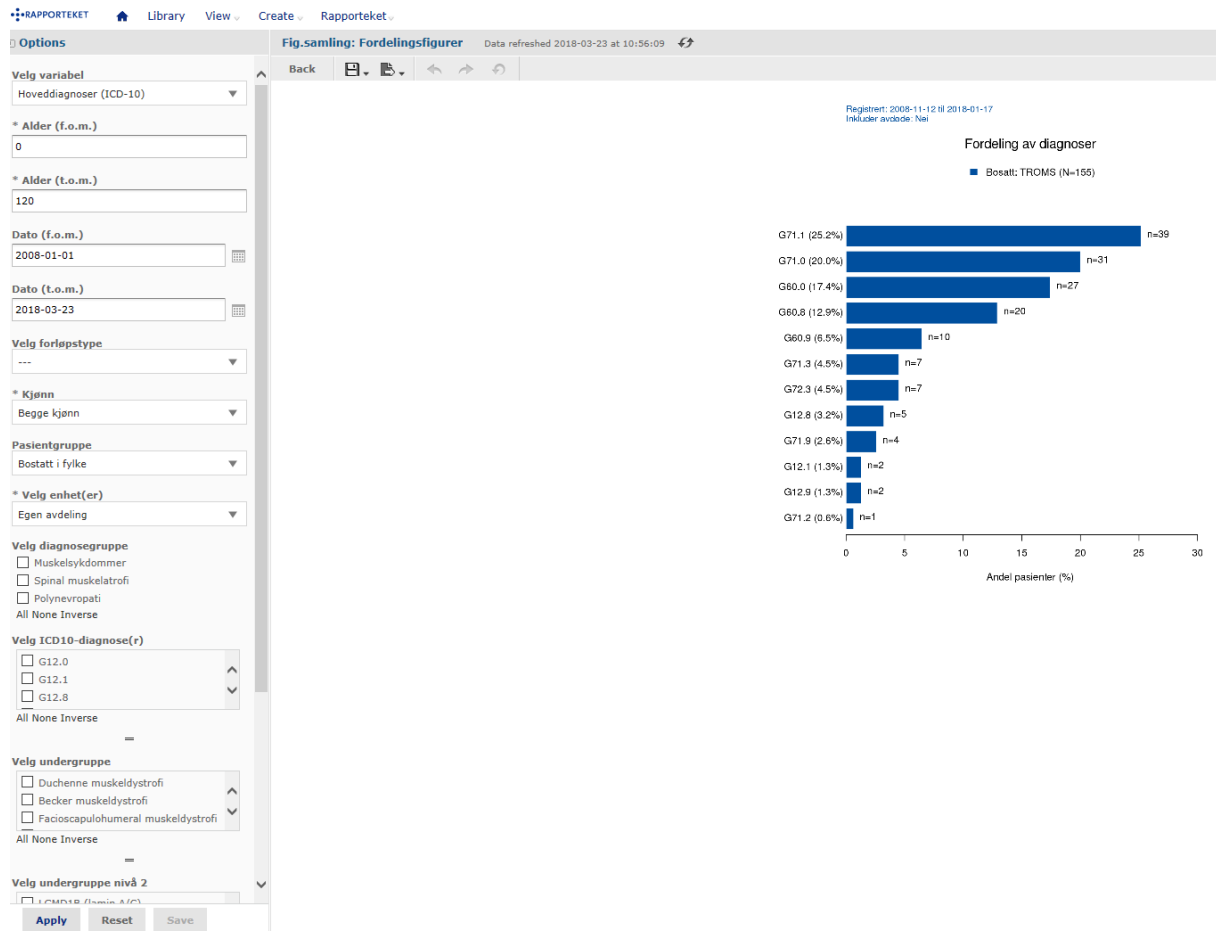 RAPPORTEKET Library View Create Rapporteket
Options
Velg variabel
Hoveddiagnoser (ICD-10)
* Alder (f.o.m.)
0
* Alder (t.o.m.)
120
Dato (f.o.m.)
2008-01-01
Dato (t.o.m.)
2018-03-23
Velg forløpstype
---
* Kjønn
Begge kjønn
Pasientgruppe
Bostatt i fylke
* Velg enhet(er)
Egen avdeling
Velg diagnosegruppe
Muskelsykdommer
Spinal muskelatrofi
Polynevropati
All None Inverse
Velg ICD10-diagnose(r)
G12.0
G12.1
G12.8
All None Inverse
Velg undergruppe
Duchenne muskeldystrofi
Becker muskeldystrofi
Facioscapulohumeral muskeldystrofi
All None Inverse
Velg undergruppe nivå 2
Apply Reset Save
Fig.samling: Fordelingsfigurer Data refreshed 2018-03-23 at 10:56:09
Back
Registrert: 2008-11-12 til 2018-01-17
Inkluder avdøde: Nei
Fordeling av diagnoser
Bosatt: TROMS (N=155)
G71.1 (25.2%) n=39
G71.0 (20.0%) n=31
G60.0 (17.4%) n=27
G60.8 (12.9%) n=20
G60.9 (6.5%) n=10
G71.3 (4.5%) n=7
G72.3 (4.5%) n=7
G12.8 (3.2%) n=5
G71.9 (2.6%) n=4
G12.1 (1.3%) n=2
G12.9 (1.3%) n=2
G71.2 (0.6%) n=1
0 5 10 15 20 25 30
Andel pasienter (%)